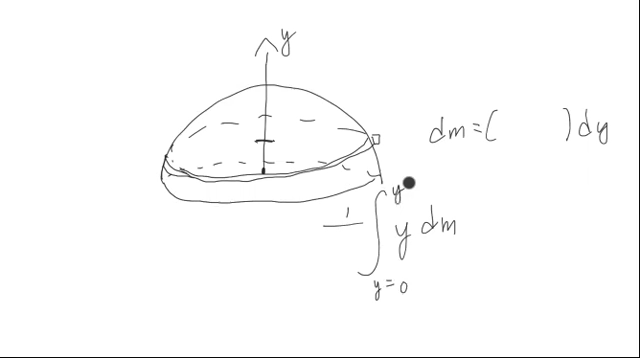 y
dm = (      ) dy
1
∫ y dm
y
y = 0